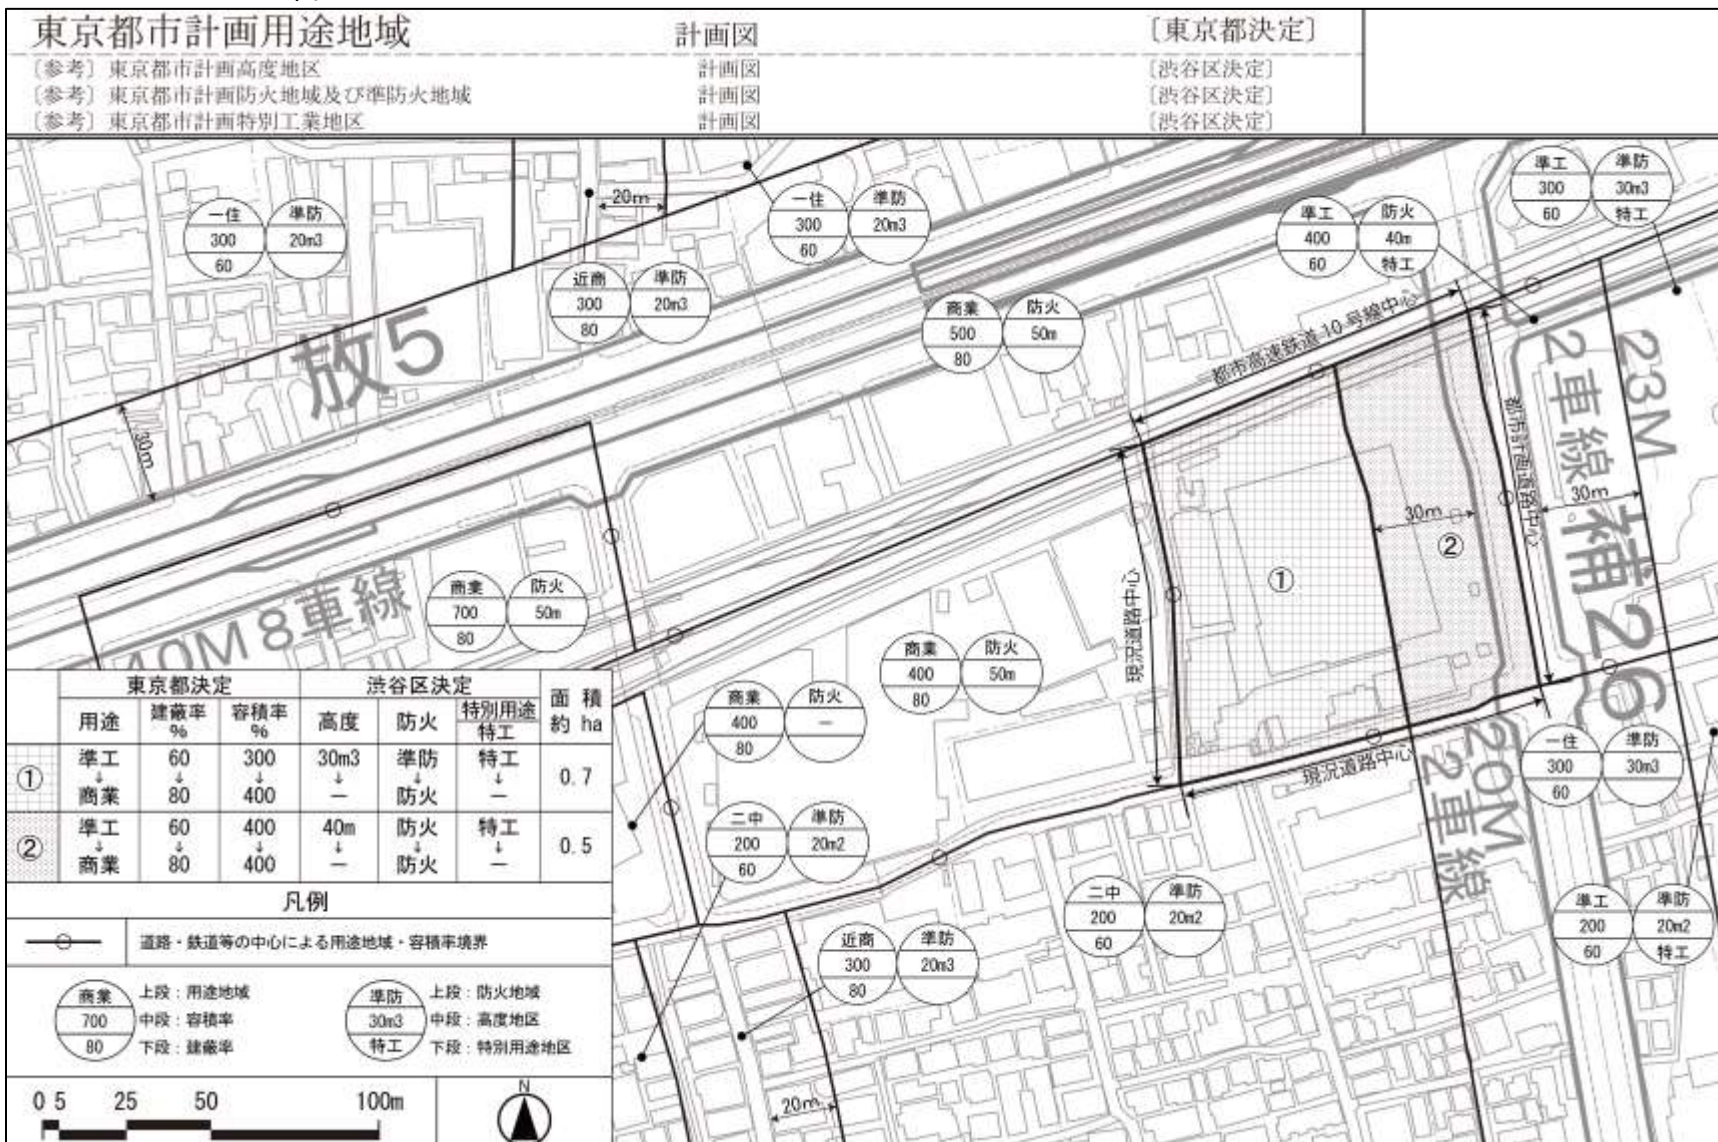 東京都市計画用途地域 計画図 〔東京都決定〕
〔参考〕東京都市計画高度地区 計画図 〔渋谷区決定〕
〔参考〕東京都市計画防火地域及び準防火地域 計画図 〔渋谷区決定〕
〔参考〕東京都市計画特別工業地区 計画図 〔渋谷区決定〕
一住 準防
300 20m3
60
20m
一住 準防
300 20m3
60
近商 準防
300 20m3
80
準工 防火
400 40m
60 特工
準工 準防
300 30m3
60 特工
商業 防火
500 50m
80
放5
30m
都市高速鉄道10号線中心
都市計画道路中心
2車線
23M
30m
30m
補26
①
②
現況道路中心
現況道路中心
商業 防火
700 50m
80
40M 8車線
商業 防火
400 50m
80
商業 防火
400 －
80
二中 準防
200 20m2
60
20M
2車線
一住 準防
300 30m3
60
二中 準防
200 20m2
60
準工 準防
200 20m2
60 特工
近商 準防
300 20m3
80
20m
東京都決定 渋谷区決定 面積 約ha
用途 建蔽率% 容積率% 高度 防火 特別用途 特工
① 準工 60 300 30m3 準防 特工 0.7
↓ ↓ ↓ ↓ ↓ ↓
商業 80 400 － 防火 －
② 準工 60 400 40m 防火 特工 0.5
↓ ↓ ↓ ↓ ↓ ↓
商業 80 400 － 防火 －
凡例
道路・鉄道等の中心による用途地域・容積率境界
商業 上段：用途地域
700 中段：容積率
80 下段：建蔽率
準防 上段：防火地域
30m3 中段：高度地区
特工 下段：特別用途地区
0 5 25 50 100m
N